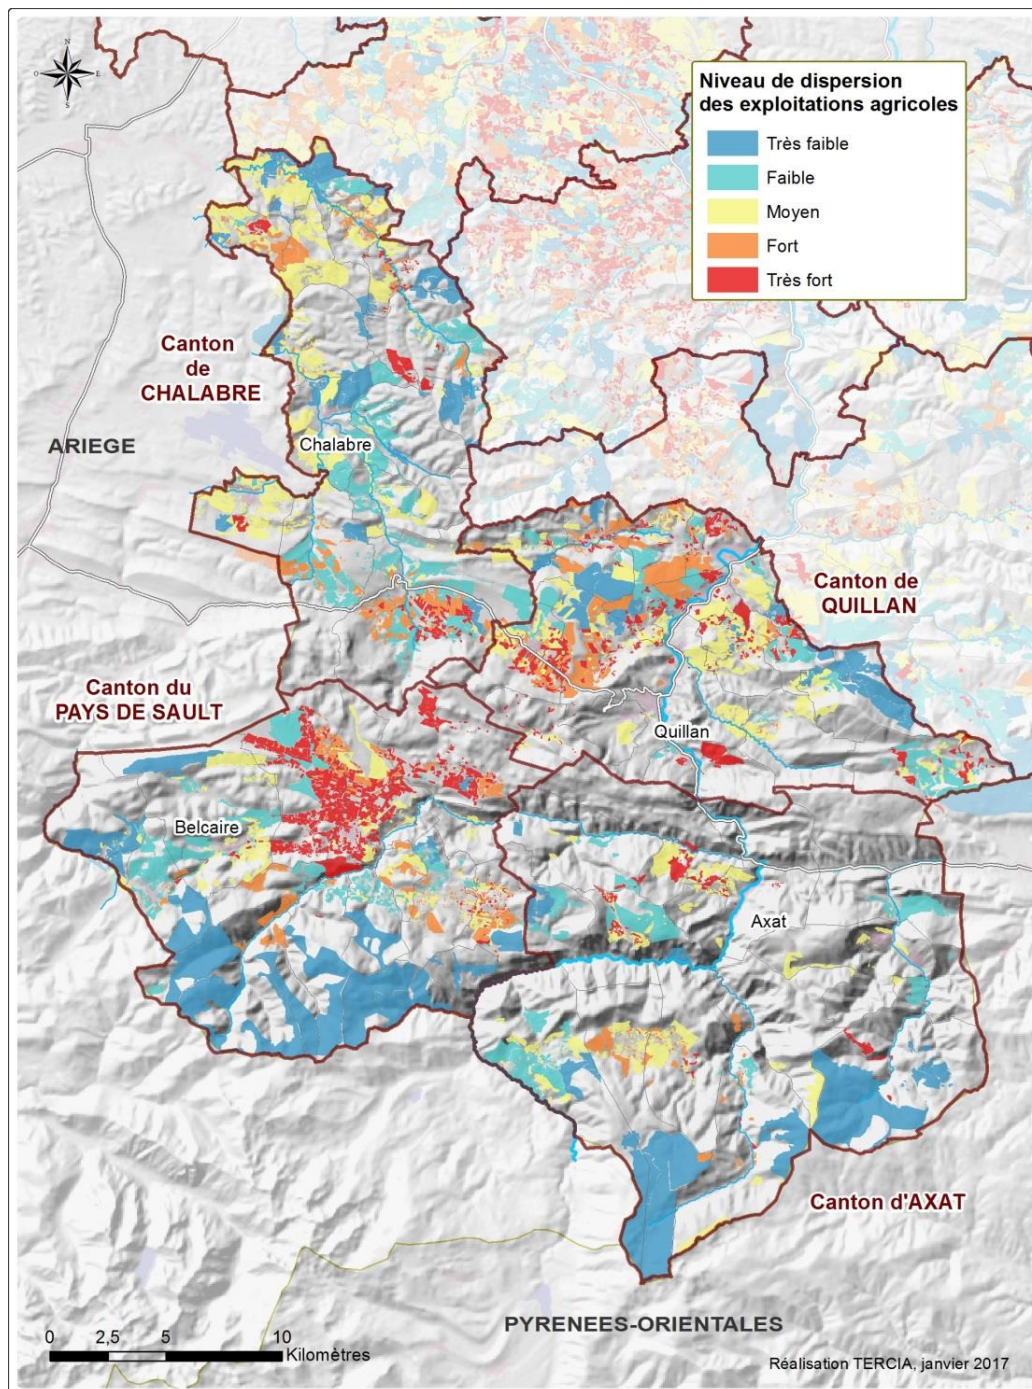 N
O
E
S
Niveau de dispersion
des exploitations agricoles
Très faible
Faible
Moyen
Fort
Très fort
Canton
de
CHALABRE
ARIEGE
Chalabre
Canton de
QUILLAN
Canton du
PAYS DE SAULT
Quillan
Belcaire
Axat
Canton d'AXAT
PYRENEES-ORIENTALES
0
2,5
5
10
Kilomètres
Réalisation TERCIA, janvier 2017